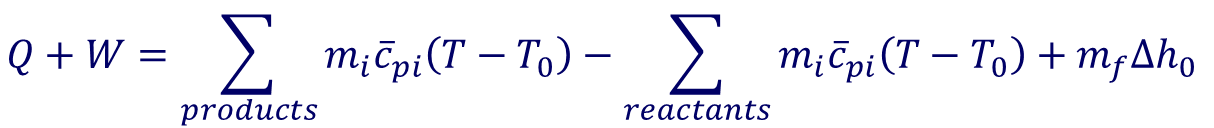 Q + W = ∑_{products} m_i c̄_{pi}(T − T_0) − ∑_{reactants} m_i c̄_{pi}(T − T_0) + m_f Δh_0